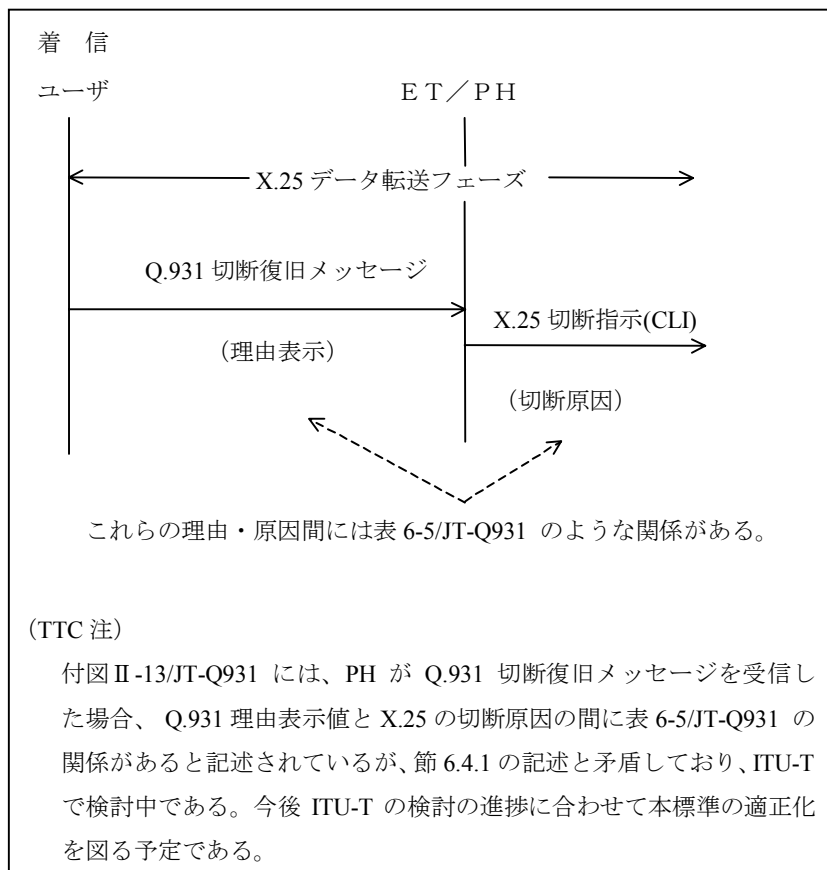 着　信
ユーザ　ＥＴ／ＰＨ
X.25 データ転送フェーズ
Q.931 切断復旧メッセージ
X.25 切断指示(CLI)
（理由表示）
（切断原因）
これらの理由・原因間には表 6-5/JT-Q931 のような関係がある。
（TTC 注）
付図Ⅱ-13/JT-Q931 には、PH が Q.931 切断復旧メッセージを受信し
た場合、 Q.931 理由表示値と X.25 の切断原因の間に表 6-5/JT-Q931 の
関係があると記述されているが、節 6.4.1 の記述と矛盾しており、ITU-T
で検討中である。今後 ITU-T の検討の進捗に合わせて本標準の適正化
を図る予定である。